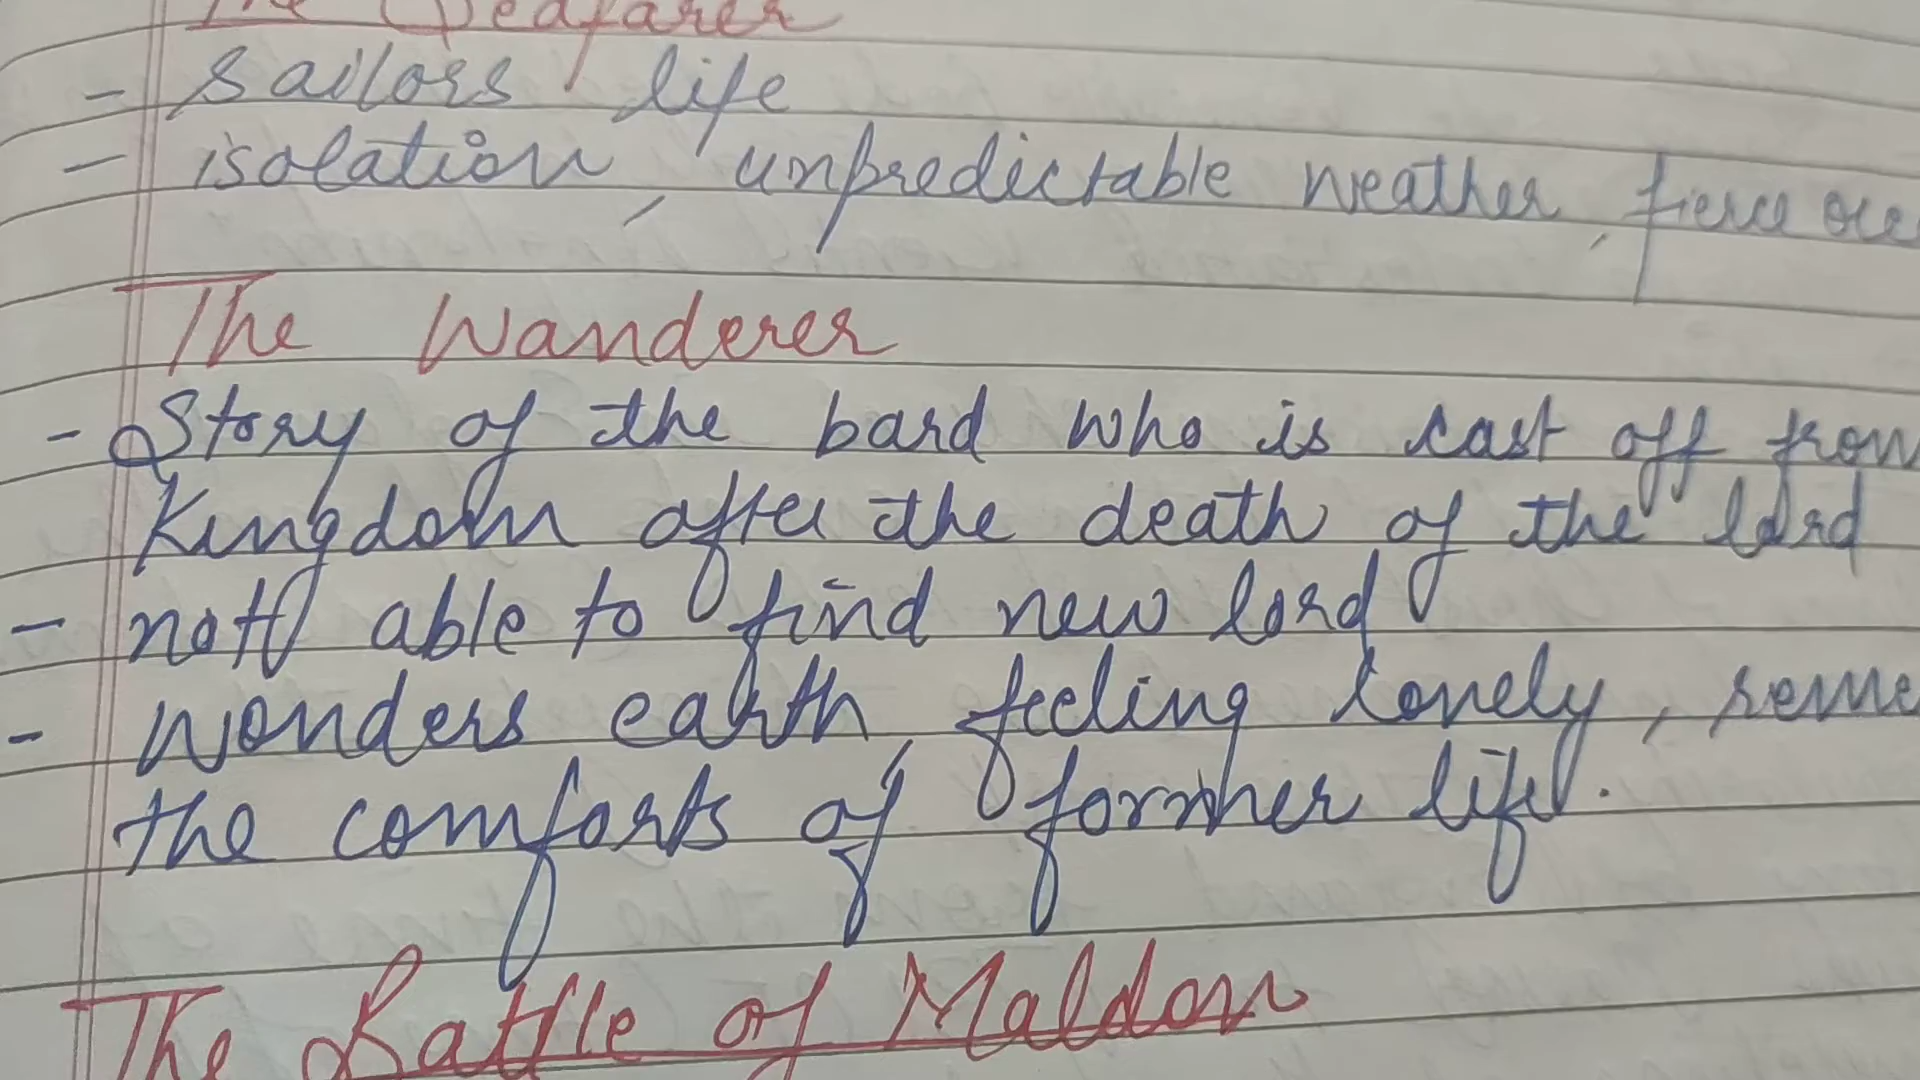 The Seafarer
- sailors life
- isolation, unpredictable weather, fierce
The Wanderer
- Story of the bard who is cast off from
Kingdom after the death of the lord
- not able to find new lord
- wonders earth, feeling lonely,
the comforts of former life.
The Battle of Maldon